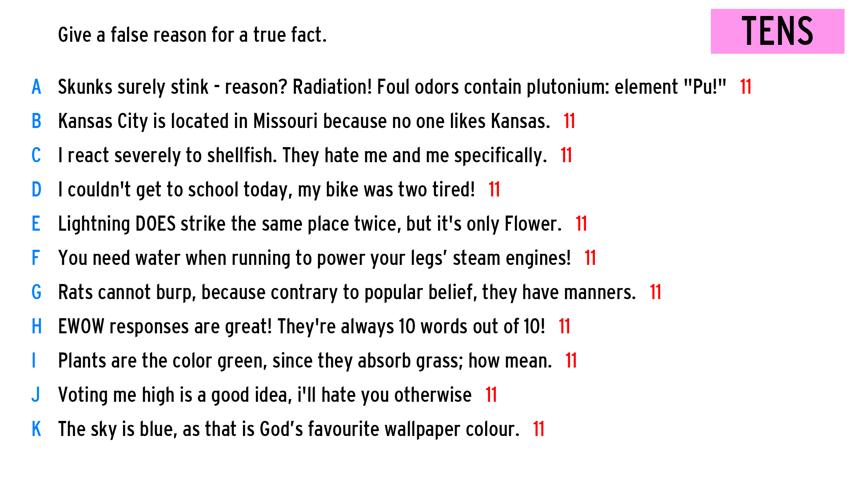 Give a false reason for a true fact.
TENS
A Skunks surely stink - reason? Radiation! Foul odors contain plutonium: element "Pu!" 11
B Kansas City is located in Missouri because no one likes Kansas. 11
C I react severely to shellfish. They hate me and me specifically. 11
D I couldn't get to school today, my bike was two tired! 11
E Lightning DOES strike the same place twice, but it's only Flower. 11
F You need water when running to power your legs’ steam engines! 11
G Rats cannot burp, because contrary to popular belief, they have manners. 11
H EWOW responses are great! They're always 10 words out of 10! 11
I Plants are the color green, since they absorb grass; how mean. 11
J Voting me high is a good idea, i'll hate you otherwise 11
K The sky is blue, as that is God’s favourite wallpaper colour. 11